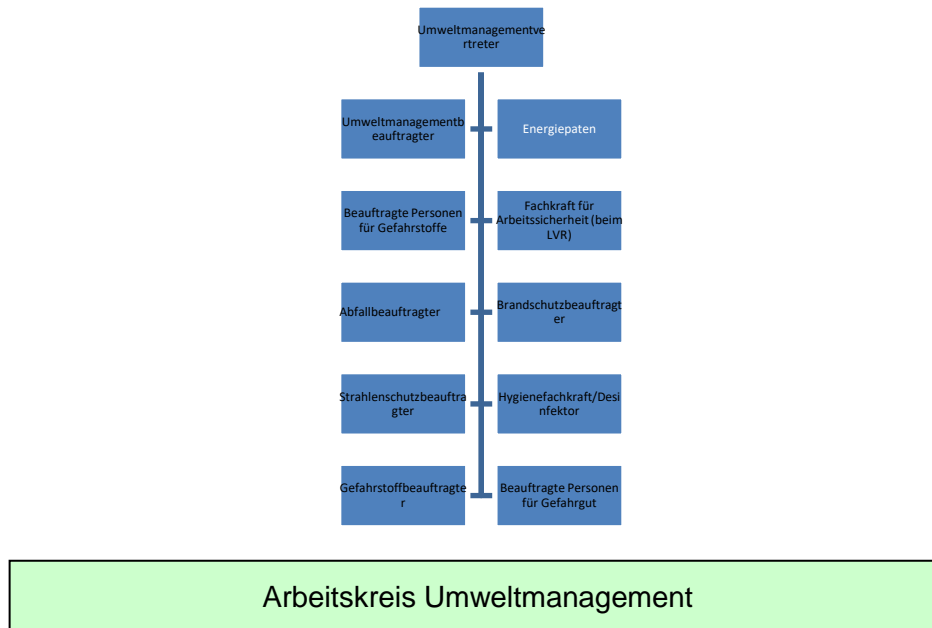 Umweltmanagementve
rtreter
Umweltmanagementb
eauftragter
Energiepaten
Beauftragte Personen
für Gefahrstoffe
Fachkraft für
Arbeitssicherheit (beim
LVR)
Abfallbeauftragter
Brandschutzbeauftragt
er
Strahlenschutzbeauftra
gter
Hygienefachkraft/Desi
nfektor
Gefahrstoffbeauftragte
r
Beauftragte Personen
für Gefahrgut
Arbeitskreis Umweltmanagement